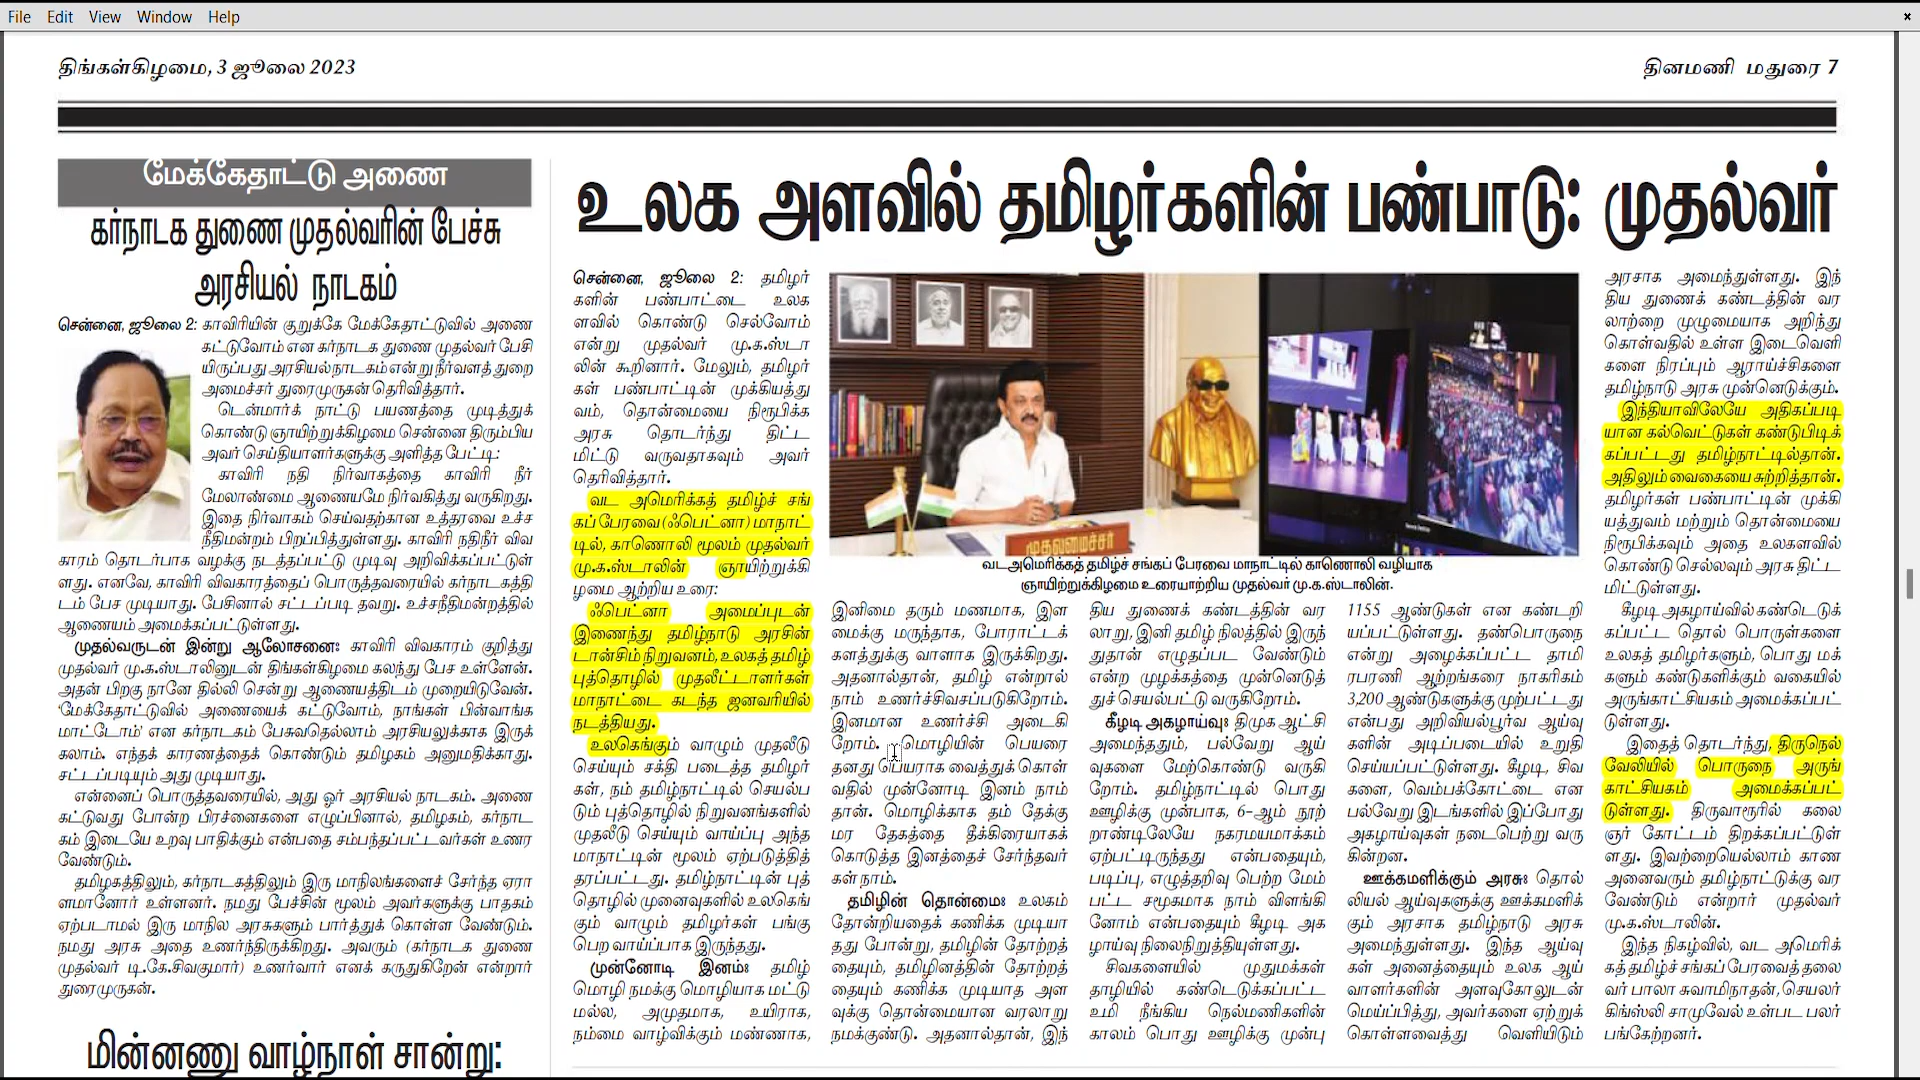 File Edit View Window Help
திங்கள்கிழமை, 3 ஜூலை 2023
தினமணி மதுரை 7
மேக்கேதாட்டு அணை
கர்நாடக துணை முதல்வரின் பேச்சு
அரசியல் நாடகம்
சென்னை, ஜூலை 2: காவிரியின் குறுக்கே மேக்கேதாட்டுவில் அணை
கட்டுவோம் என கர்நாடக துணை முதல்வர் பேசி
யிருப்பது அரசியல் நாடகம் என்று நீர்வளத் துறை
அமைச்சர் துரைமுருகன் தெரிவித்தார்.
டென்மார்க் நாட்டு பயணத்தை முடித்துக்
கொண்டு ஞாயிற்றுக்கிழமை சென்னை திரும்பிய
அவர் செய்தியாளர்களுக்கு அளித்த பேட்டி:
காவிரி நதி நிர்வாகத்தை காவிரி நீர்
மேலாண்மை ஆணையமே நிர்வகித்து வருகிறது.
இதை நிர்வாகம் செய்வதற்கான உத்தரவை உச்ச
நீதிமன்றம் பிறப்பித்துள்ளது. காவிரி நதிநீர் விவ
காரம் தொடர்பாக வழக்கு நடத்தப்பட்டு முடிவு அறிவிக்கப்பட்டுள்
ளது. எனவே, காவிரி விவகாரத்தைப் பொருத்தவரையில் கர்நாடகத்தி
டம் பேச முடியாது. பேசினால் சட்டப்படி தவறு. உச்சநீதிமன்றத்தில்
ஆணையம் அமைக்கப்பட்டுள்ளது.
முதல்வருடன் இன்று ஆலோசனை: காவிரி விவகாரம் குறித்து
முதல்வர் மு.க.ஸ்டாலினுடன் திங்கள்கிழமை கலந்து பேச உள்ளேன்.
அதன் பிறகு நானே தில்லி சென்று ஆணையத்திடம் முறையிடுவேன்.
'மேக்கேதாட்டுவில் அணையைக் கட்டுவோம், நாங்கள் பின்வாங்க
மாட்டோம்' என கர்நாடகம் பேசுவதெல்லாம் அரசியலுக்காக இருக்
கலாம். எந்தக் காரணத்தைக் கொண்டும் தமிழகம் அனுமதிக்காது.
சட்டப்படியும் அது முடியாது.
என்னைப் பொருத்தவரையில், அது ஓர் அரசியல் நாடகம். அணை
கட்டுவது போன்ற பிரச்னைகளை எழுப்பினால், தமிழகம், கர்நாட
கம் இடையே உறவு பாதிக்கும் என்பதை சம்பந்தப்பட்டவர்கள் உணர
வேண்டும்.
தமிழகத்திலும், கர்நாடகத்திலும் இரு மாநிலங்களைச் சேர்ந்த ஏரா
ளமானோர் உள்ளனர். நமது பேச்சின் மூலம் அவர்களுக்கு பாதகம்
ஏற்படாமல் இரு மாநில அரசுகளும் பார்த்துக் கொள்ள வேண்டும்.
நமது அரசு அதை உணர்ந்திருக்கிறது. அவரும் (கர்நாடக துணை
முதல்வர் டி.கே.சிவகுமார்) உணர்வார் எனக் கருதுகிறேன் என்றார்
துரைமுருகன்.
மின்னணு வாழ்நாள் சான்று:
உலக அளவில் தமிழர்களின் பண்பாடு: முதல்வர்
சென்னை, ஜூலை 2: தமிழர்
களின் பண்பாட்டை உலக
ளவில் கொண்டு செல்வோம்
என்று முதல்வர் மு.க.ஸ்டா
லின் கூறினார். மேலும், தமிழர்
கள் பண்பாட்டின் முக்கியத்து
வம், தொன்மையை நிரூபிக்க
அரசு தொடர்ந்து திட்ட
மிட்டு வருவதாகவும் அவர்
தெரிவித்தார்.
வட அமெரிக்கத் தமிழ்ச் சங்
கப் பேரவை (ஃபெட்னா) மாநாட்
டில், காணொலி மூலம் முதல்வர்
மு.க.ஸ்டாலின் ஞாயிற்றுக்கி
ழமை ஆற்றிய உரை:
ஃபெட்னா அமைப்புடன்
இணைந்து தமிழ்நாடு அரசின்
டான்சிம் நிறுவனம், உலகத் தமிழ்
புத்தொழில் முதலீட்டாளர்கள்
மாநாட்டை கடந்த ஜனவரியில்
நடத்தியது.
உலகெங்கும் வாழும் முதலீடு
செய்யும் சக்தி படைத்த தமிழர்
கள், நம் தமிழ்நாட்டில் செயல்ப
டும் புத்தொழில் நிறுவனங்களில்
முதலீடு செய்யும் வாய்ப்பு அந்த
மாநாட்டின் மூலம் ஏற்படுத்தித்
தரப்பட்டது. தமிழ்நாட்டின் புத்
தொழில் முனைவுகளில் உலகெங்
கும் வாழும் தமிழர்கள் பங்கு
பெற வாய்ப்பாக இருந்தது.
முன்னோடி இனம்: தமிழ்
மொழி நமக்கு மொழியாக மட்டு
மல்ல, அமுதமாக, உயிராக,
நம்மை வாழ்விக்கும் மண்ணாக,
முதலமைச்சர்
வடஅமெரிக்கத் தமிழ்ச் சங்கப் பேரவை மாநாட்டில் காணொலி வழியாக
ஞாயிற்றுக்கிழமை உரையாற்றிய முதல்வர் மு.க.ஸ்டாலின்.
இனிமை தரும் மணமாக, இள
மைக்கு மருந்தாக, போராட்டக்
களத்துக்கு வாளாக இருக்கிறது.
அதனால்தான், தமிழ் என்றால்
நாம் உணர்ச்சிவசப்படுகிறோம்.
இனமான உணர்ச்சி அடைகி
றோம். மொழியின் பெயரை
தனது பெயராக வைத்துக் கொள்
வதில் முன்னோடி இனம் நாம்
தான். மொழிக்காக தம் தேக்கு
மர தேகத்தை தீக்கிரையாகக்
கொடுத்த இனத்தைச் சேர்ந்தவர்
கள் நாம்.
தமிழின் தொன்மை: உலகம்
தோன்றியதைக் கணிக்க முடியா
தது போன்று, தமிழின் தோற்றத்
தையும், தமிழினத்தின் தோற்றத்
தையும் கணிக்க முடியாத அள
வுக்கு தொன்மையான வரலாறு
நமக்குண்டு. அதனால்தான், இந்
திய துணைக் கண்டத்தின் வர
லாறு, இனி தமிழ் நிலத்தில் இருந்
துதான் எழுதப்பட வேண்டும்
என்ற முழக்கத்தை முன்னெடுத்
துச் செயல்பட்டு வருகிறோம்.
கீழடி அகழாய்வு: திமுக ஆட்சி
அமைந்ததும், பல்வேறு ஆய்
வுகளை மேற்கொண்டு வருகி
றோம். தமிழ்நாட்டில் பொது
ஊழிக்கு முன்பாக, 6-ஆம் நூற்
றாண்டிலேயே நகரமயமாக்கம்
ஏற்பட்டிருந்தது என்பதையும்,
படிப்பு, எழுத்தறிவு பெற்ற மேம்
பட்ட சமூகமாக நாம் விளங்கி
னோம் என்பதையும் கீழடி அக
ழாய்வு நிலைநிறுத்தியுள்ளது.
சிவகளையில் முதுமக்கள்
தாழியில் கண்டெடுக்கப்பட்ட
உமி நீங்கிய நெல்மணிகளின்
காலம் பொது ஊழிக்கு முன்பு
1155 ஆண்டுகள் என கண்டறி
யப்பட்டுள்ளது. தண்பொருநை
என்று அழைக்கப்பட்ட தாமி
ரபரணி ஆற்றங்கரை நாகரிகம்
3,200 ஆண்டுகளுக்கு முற்பட்டது
என்பது அறிவியல்பூர்வ ஆய்வு
களின் அடிப்படையில் உறுதி
செய்யப்பட்டுள்ளது. கீழடி, சிவ
களை, வெம்பக்கோட்டை என
பல்வேறு இடங்களில் இப்போது
அகழாய்வுகள் நடைபெற்று வரு
கின்றன.
ஊக்கமளிக்கும் அரசு: தொல்
லியல் ஆய்வுகளுக்கு ஊக்கமளிக்
கும் அரசாக தமிழ்நாடு அரசு
அமைந்துள்ளது. இந்த ஆய்வு
கள் அனைத்தையும் உலக ஆய்
வாளர்களின் அளவுகோலுடன்
மெய்ப்பித்து, அவர்களை ஏற்றுக்
கொள்ளவைத்து வெளியிடும்
அரசாக அமைந்துள்ளது. இந்
திய துணைக் கண்டத்தின் வர
லாற்றை முழுமையாக அறிந்து
கொள்வதில் உள்ள இடைவெளி
களை நிரப்பும் ஆராய்ச்சிகளை
தமிழ்நாடு அரசு முன்னெடுக்கும்.
இந்தியாவிலேயே அதிகப்படி
யான கல்வெட்டுகள் கண்டுபிடிக்
கப்பட்டது தமிழ்நாட்டில்தான்.
அதிலும் வைகையை சுற்றித்தான்.
தமிழர்கள் பண்பாட்டின் முக்கி
யத்துவம் மற்றும் தொன்மையை
நிரூபிக்கவும் அதை உலகளவில்
கொண்டு செல்லவும் அரசு திட்ட
மிட்டுள்ளது.
கீழடி அகழாய்வில் கண்டெடுக்
கப்பட்ட தொல் பொருள்களை
உலகத் தமிழர்களும், பொது மக்
களும் கண்டுகளிக்கும் வகையில்
அருங்காட்சியகம் அமைக்கப்பட்
டுள்ளது.
இதைத் தொடர்ந்து, திருநெல்
வேலியில் பொருநை அருங்
காட்சியகம் அமைக்கப்பட்
டுள்ளது. திருவாரூரில் கலை
ஞர் கோட்டம் திறக்கப்பட்டுள்
ளது. இவற்றையெல்லாம் காண
அனைவரும் தமிழ்நாட்டுக்கு வர
வேண்டும் என்றார் முதல்வர்
மு.க.ஸ்டாலின்.
இந்த நிகழ்வில், வட அமெரிக்
கத் தமிழ்ச் சங்கப் பேரவைத் தலை
வர் பாலா சுவாமிநாதன், செயலர்
கிங்ஸ்லி சாமுவேல் உள்பட பலர்
பங்கேற்றனர்.